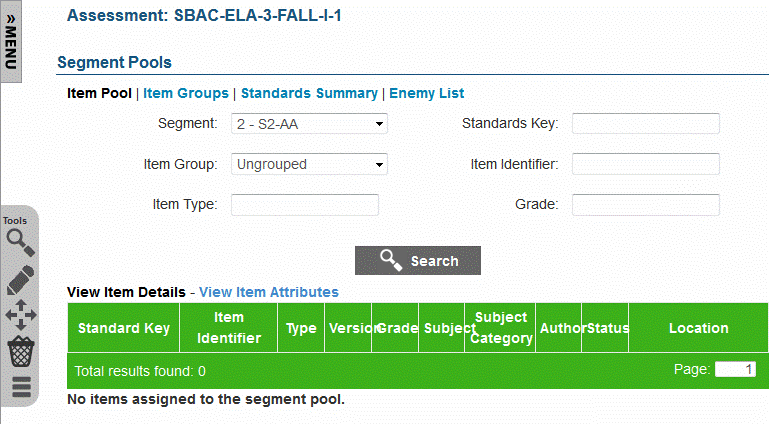 Assessment: SBAC-ELA-3-FALL-I-1
» MENU
Segment Pools
Item Pool | Item Groups | Standards Summary | Enemy List
Segment: 2 - S2-AA Standards Key:
Item Group: Ungrouped Item Identifier:
Item Type: Grade:
Tools
Search
View Item Details - View Item Attributes
Standard Key Item Identifier Type Version Grade Subject Subject Category Author Status Location
Total results found: 0 Page: 1
No items assigned to the segment pool.